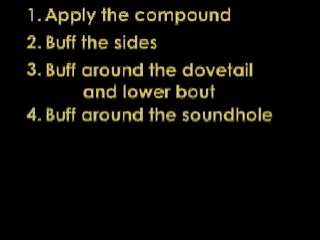 1. Apply the compound
2. Buff the sides
3. Buff around the dovetail
and lower bout
4. Buff around the soundhole